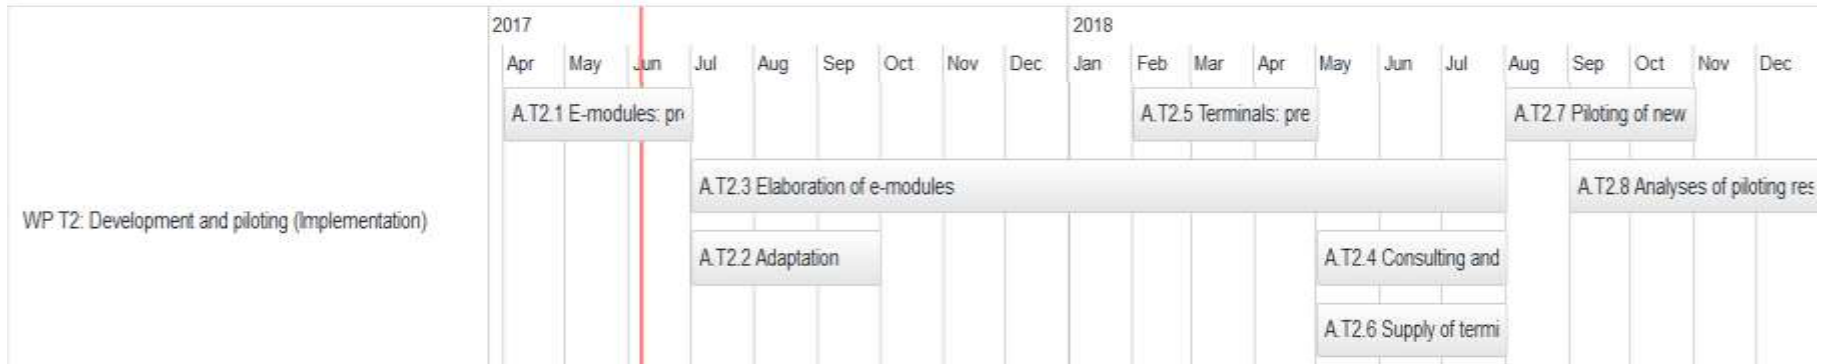 2017 2018
Apr May Jun Jul Aug Sep Oct Nov Dec Jan Feb Mar Apr May Jun Jul Aug Sep Oct Nov Dec
A.T2.1 E-modules: pr A.T2.5 Terminals: pre A.T2.7 Piloting of new
A.T2.3 Elaboration of e-modules A.T2.8 Analyses of piloting res
WP T2: Development and piloting (Implementation)
A.T2.2 Adaptation A.T2.4 Consulting and
A.T2.6 Supply of termi